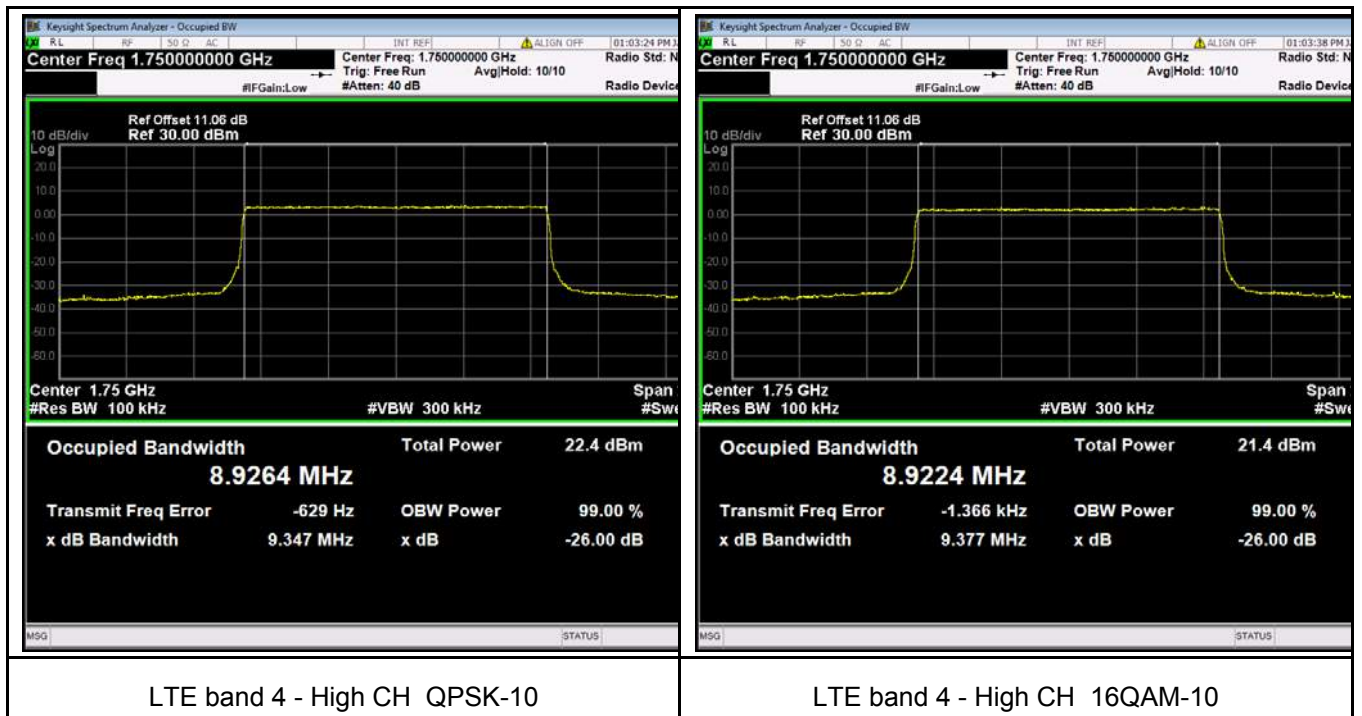 Keysight Spectrum Analyzer - Occupied BW
RL RF 50 Ω AC INT REF ALIGN OFF 01:03:24 PM
Center Freq 1.750000000 GHz
Center Freq: 1.750000000 GHz
Radio Std: N
Trig: Free Run Avg|Hold: 10/10
#IFGain:Low #Atten: 40 dB Radio Device
Ref Offset 11.06 dB
10 dB/div Ref 30.00 dBm
Log
20.0
10.0
0.00
-10.0
-20.0
-30.0
-40.0
-50.0
-60.0
Center 1.75 GHz Span
#Res BW 100 kHz #VBW 300 kHz #Swe
Occupied Bandwidth Total Power 22.4 dBm
8.9264 MHz
Transmit Freq Error -629 Hz OBW Power 99.00 %
x dB Bandwidth 9.347 MHz x dB -26.00 dB
MSG STATUS
LTE band 4 - High CH QPSK-10
Keysight Spectrum Analyzer - Occupied BW
RL RF 50 Ω AC INT REF ALIGN OFF 01:03:38 PM
Center Freq 1.750000000 GHz
Center Freq: 1.750000000 GHz
Radio Std: N
Trig: Free Run Avg|Hold: 10/10
#IFGain:Low #Atten: 40 dB Radio Device
Ref Offset 11.06 dB
10 dB/div Ref 30.00 dBm
Log
20.0
10.0
0.00
-10.0
-20.0
-30.0
-40.0
-50.0
-60.0
Center 1.75 GHz Span
#Res BW 100 kHz #VBW 300 kHz #Swe
Occupied Bandwidth Total Power 21.4 dBm
8.9224 MHz
Transmit Freq Error -1.366 kHz OBW Power 99.00 %
x dB Bandwidth 9.377 MHz x dB -26.00 dB
MSG STATUS
LTE band 4 - High CH 16QAM-10